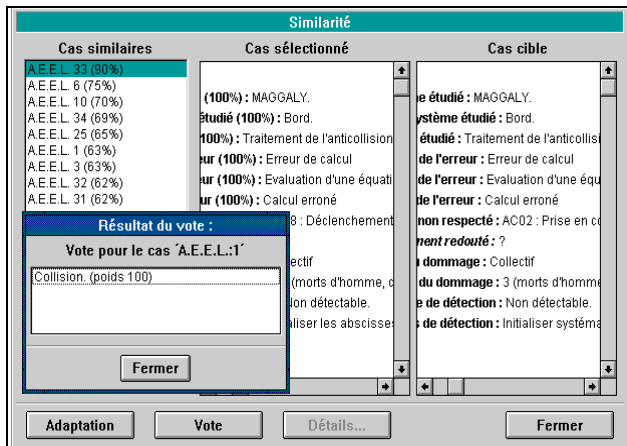 Similarité
Cas similaires
A.E.E.L. 33 (90%)
A.E.E.L. 6 (75%)
A.E.E.L. 10 (70%)
A.E.E.L. 34 (69%)
A.E.E.L. 25 (65%)
A.E.E.L. 1 (63%)
A.E.E.L. 3 (63%)
A.E.E.L. 32 (62%)
A.E.E.L. 31 (62%)
Cas sélectionné
(100%) : MAGGALY.
étudié (100%) : Bord.
100%) : Traitement de l'anticollision
eur (100%) : Erreur de calcul
eur (100%) : Evaluation d'une équati
ur (100%) : Calcul erroné
8 : Déclenchement
ectif
(morts d'homme, c
Non détectable.
aliser les abscisse
Cas cible
e étudié : MAGGALY.
ystème étudié : Bord.
étudié : Traitement de l'anticollisi
de l'erreur : Erreur de calcul
de l'erreur : Evaluation d'une équ
de l'erreur : Calcul erroné
non respecté : AC02 : Prise en co
ment redouté : ?
du dommage : Collectif
du dommage : 3 (morts d'homme
e de détection : Non détectable.
s de détection : Initialiser systéma
Résultat du vote :
Vote pour le cas ´A.E.E.L.:1´
Collision. (poids 100)
Fermer
Adaptation
Vote
Détails...
Fermer